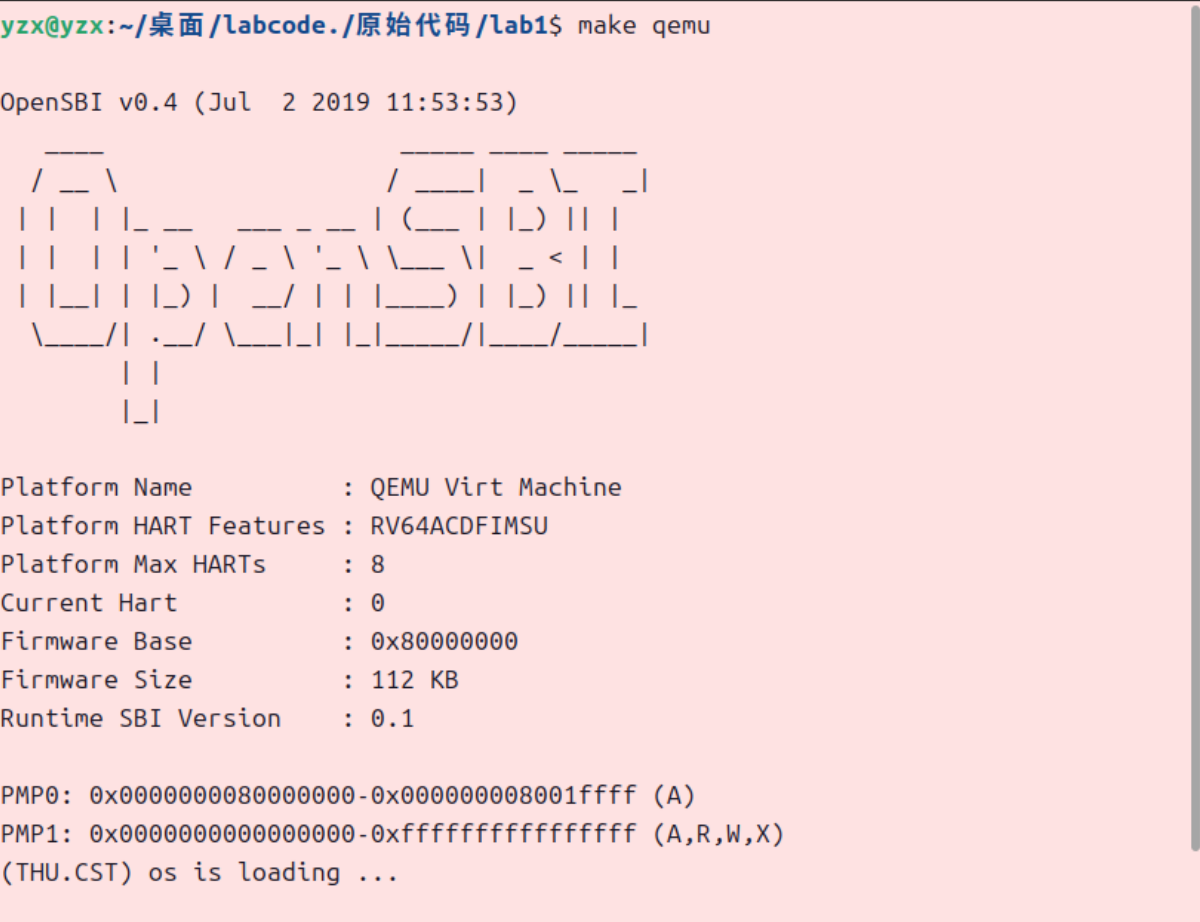 yzx@yzx:~/桌面/labcode./原始代码/lab1$ make qemu
OpenSBI v0.4 (Jul  2 2019 11:53:53)
   ____                    _____ ____ _____
  / __ \                  / ____|  _ \_   _|
 | |  | |_ __   ___ _ __ | (___ | |_) || |
 | |  | | '_ \ / _ \ '_ \ \___ \|  _ < | |
 | |__| | |_) |  __/ | | |____) | |_) || |_
  \____/| .__/ \___|_| |_|_____/|____/_____|
        | |
        |_|
Platform Name          : QEMU Virt Machine
Platform HART Features : RV64ACDFIMSU
Platform Max HARTs     : 8
Current Hart           : 0
Firmware Base          : 0x80000000
Firmware Size          : 112 KB
Runtime SBI Version    : 0.1
PMP0: 0x0000000080000000-0x000000008001ffff (A)
PMP1: 0x0000000000000000-0xffffffffffffffff (A,R,W,X)
(THU.CST) os is loading ...